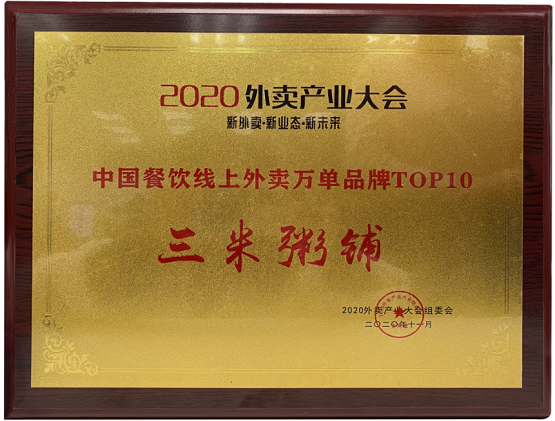 2020外卖产业大会
新外卖·新业态·新未来
中国餐饮线上外卖万单品牌TOP10
三米粥铺
2020外卖产业大会组委会
二〇二〇年十一月